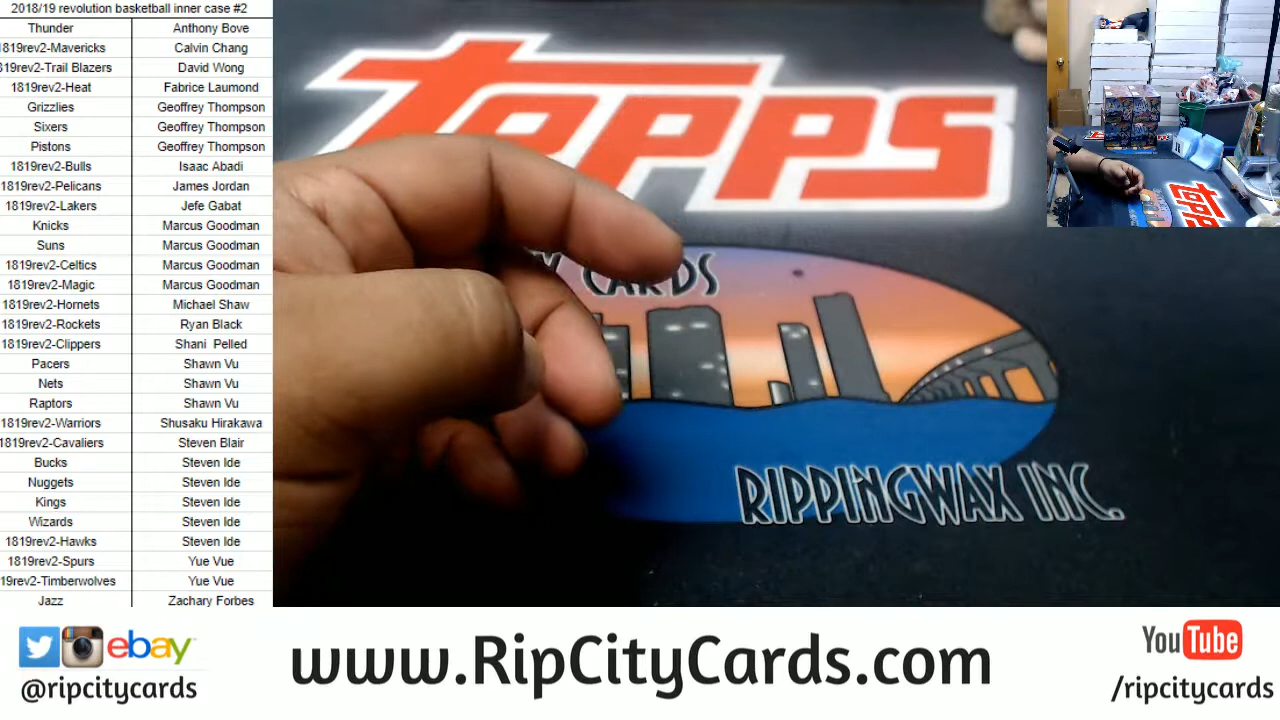 2018/19 revolution basketball inner case #2
Thunder Anthony Bove
1819rev2-Mavericks Calvin Chang
19rev2-Trail Blazers David Wong
1819rev2-Heat Fabrice Laumond
Grizzlies Geoffrey Thompson
Sixers Geoffrey Thompson
Pistons Geoffrey Thompson
1819rev2-Bulls Isaac Abadi
1819rev2-Pelicans James Jordan
1819rev2-Lakers Jefe Gabat
Knicks Marcus Goodman
Suns Marcus Goodman
1819rev2-Celtics Marcus Goodman
1819rev2-Magic Marcus Goodman
1819rev2-Hornets Michael Shaw
1819rev2-Rockets Ryan Black
1819rev2-Clippers Shani Pelled
Pacers Shawn Vu
Nets Shawn Vu
Raptors Shawn Vu
1819rev2-Warriors Shusaku Hirakawa
1819rev2-Cavaliers Steven Blair
Bucks Steven Ide
Nuggets Steven Ide
Kings Steven Ide
Wizards Steven Ide
1819rev2-Hawks Steven Ide
1819rev2-Spurs Yue Vue
19rev2-Timberwolves Yue Vue
Jazz Zachary Forbes
topps
CARDS
RIPPINGWAX INC.
topps
ebay
@ripcitycards
www.RipCityCards.com
YouTube
/ripcitycards